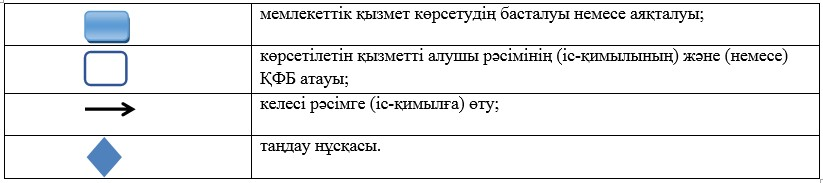 мемлекеттік қызмет көрсетудің басталуы немесе аяқталуы;
көрсетілетін қызметті алушы рәсімінің (іс-қимылының) және (немесе)
ҚФБ атауы;
келесі рәсімге (іс-қимылға) өту;
таңдау нұсқасы.